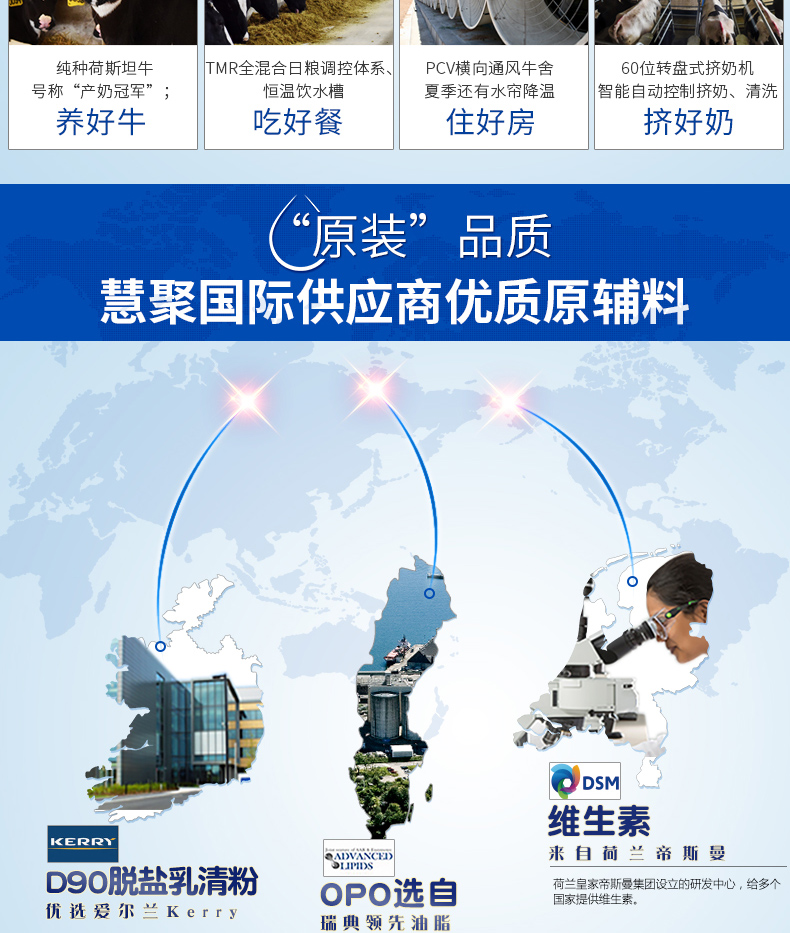 纯种荷斯坦牛
号称“产奶冠军”；
养好牛
TMR全混合日粮调控体系、
恒温饮水槽
吃好餐
PCV横向通风牛舍
夏季还有水帘降温
住好房
60位转盘式挤奶机
智能自动控制挤奶、清洗
挤好奶
“原装”品质
慧聚国际供应商优质原辅料
KERRY
D90脱盐乳清粉
优选爱尔兰Kerry
ADVANCED
LIPIDS
OPO选自
瑞典领先油脂
DSM
维生素
来自荷兰帝斯曼
荷兰皇家帝斯曼集团设立的研发中心，给多个
国家提供维生素。